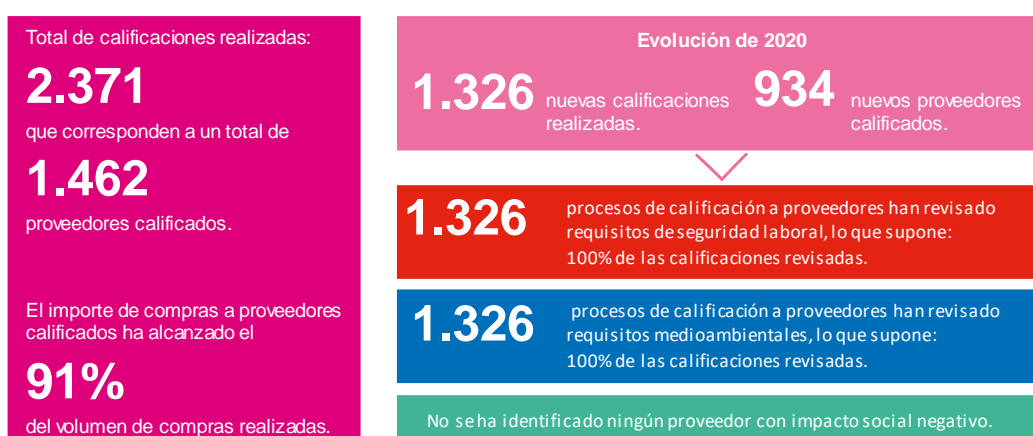 Total de calificaciones realizadas:
2.371
que corresponden a un total de
1.462
proveedores calificados.
El importe de compras a proveedores
calificados ha alcanzado el
91%
del volumen de compras realizadas.
Evolución de 2020
1.326 nuevas calificaciones
realizadas.
934 nuevos proveedores
calificados.
1.326 procesos de calificación a proveedores han revisado
requisitos de seguridad laboral, lo que supone:
100% de las calificaciones revisadas.
1.326 procesos de calificación a proveedores han revisado
requisitos medioambientales, lo que supone:
100% de las calificaciones revisadas.
No se ha identificado ningún proveedor con impacto social negativo.